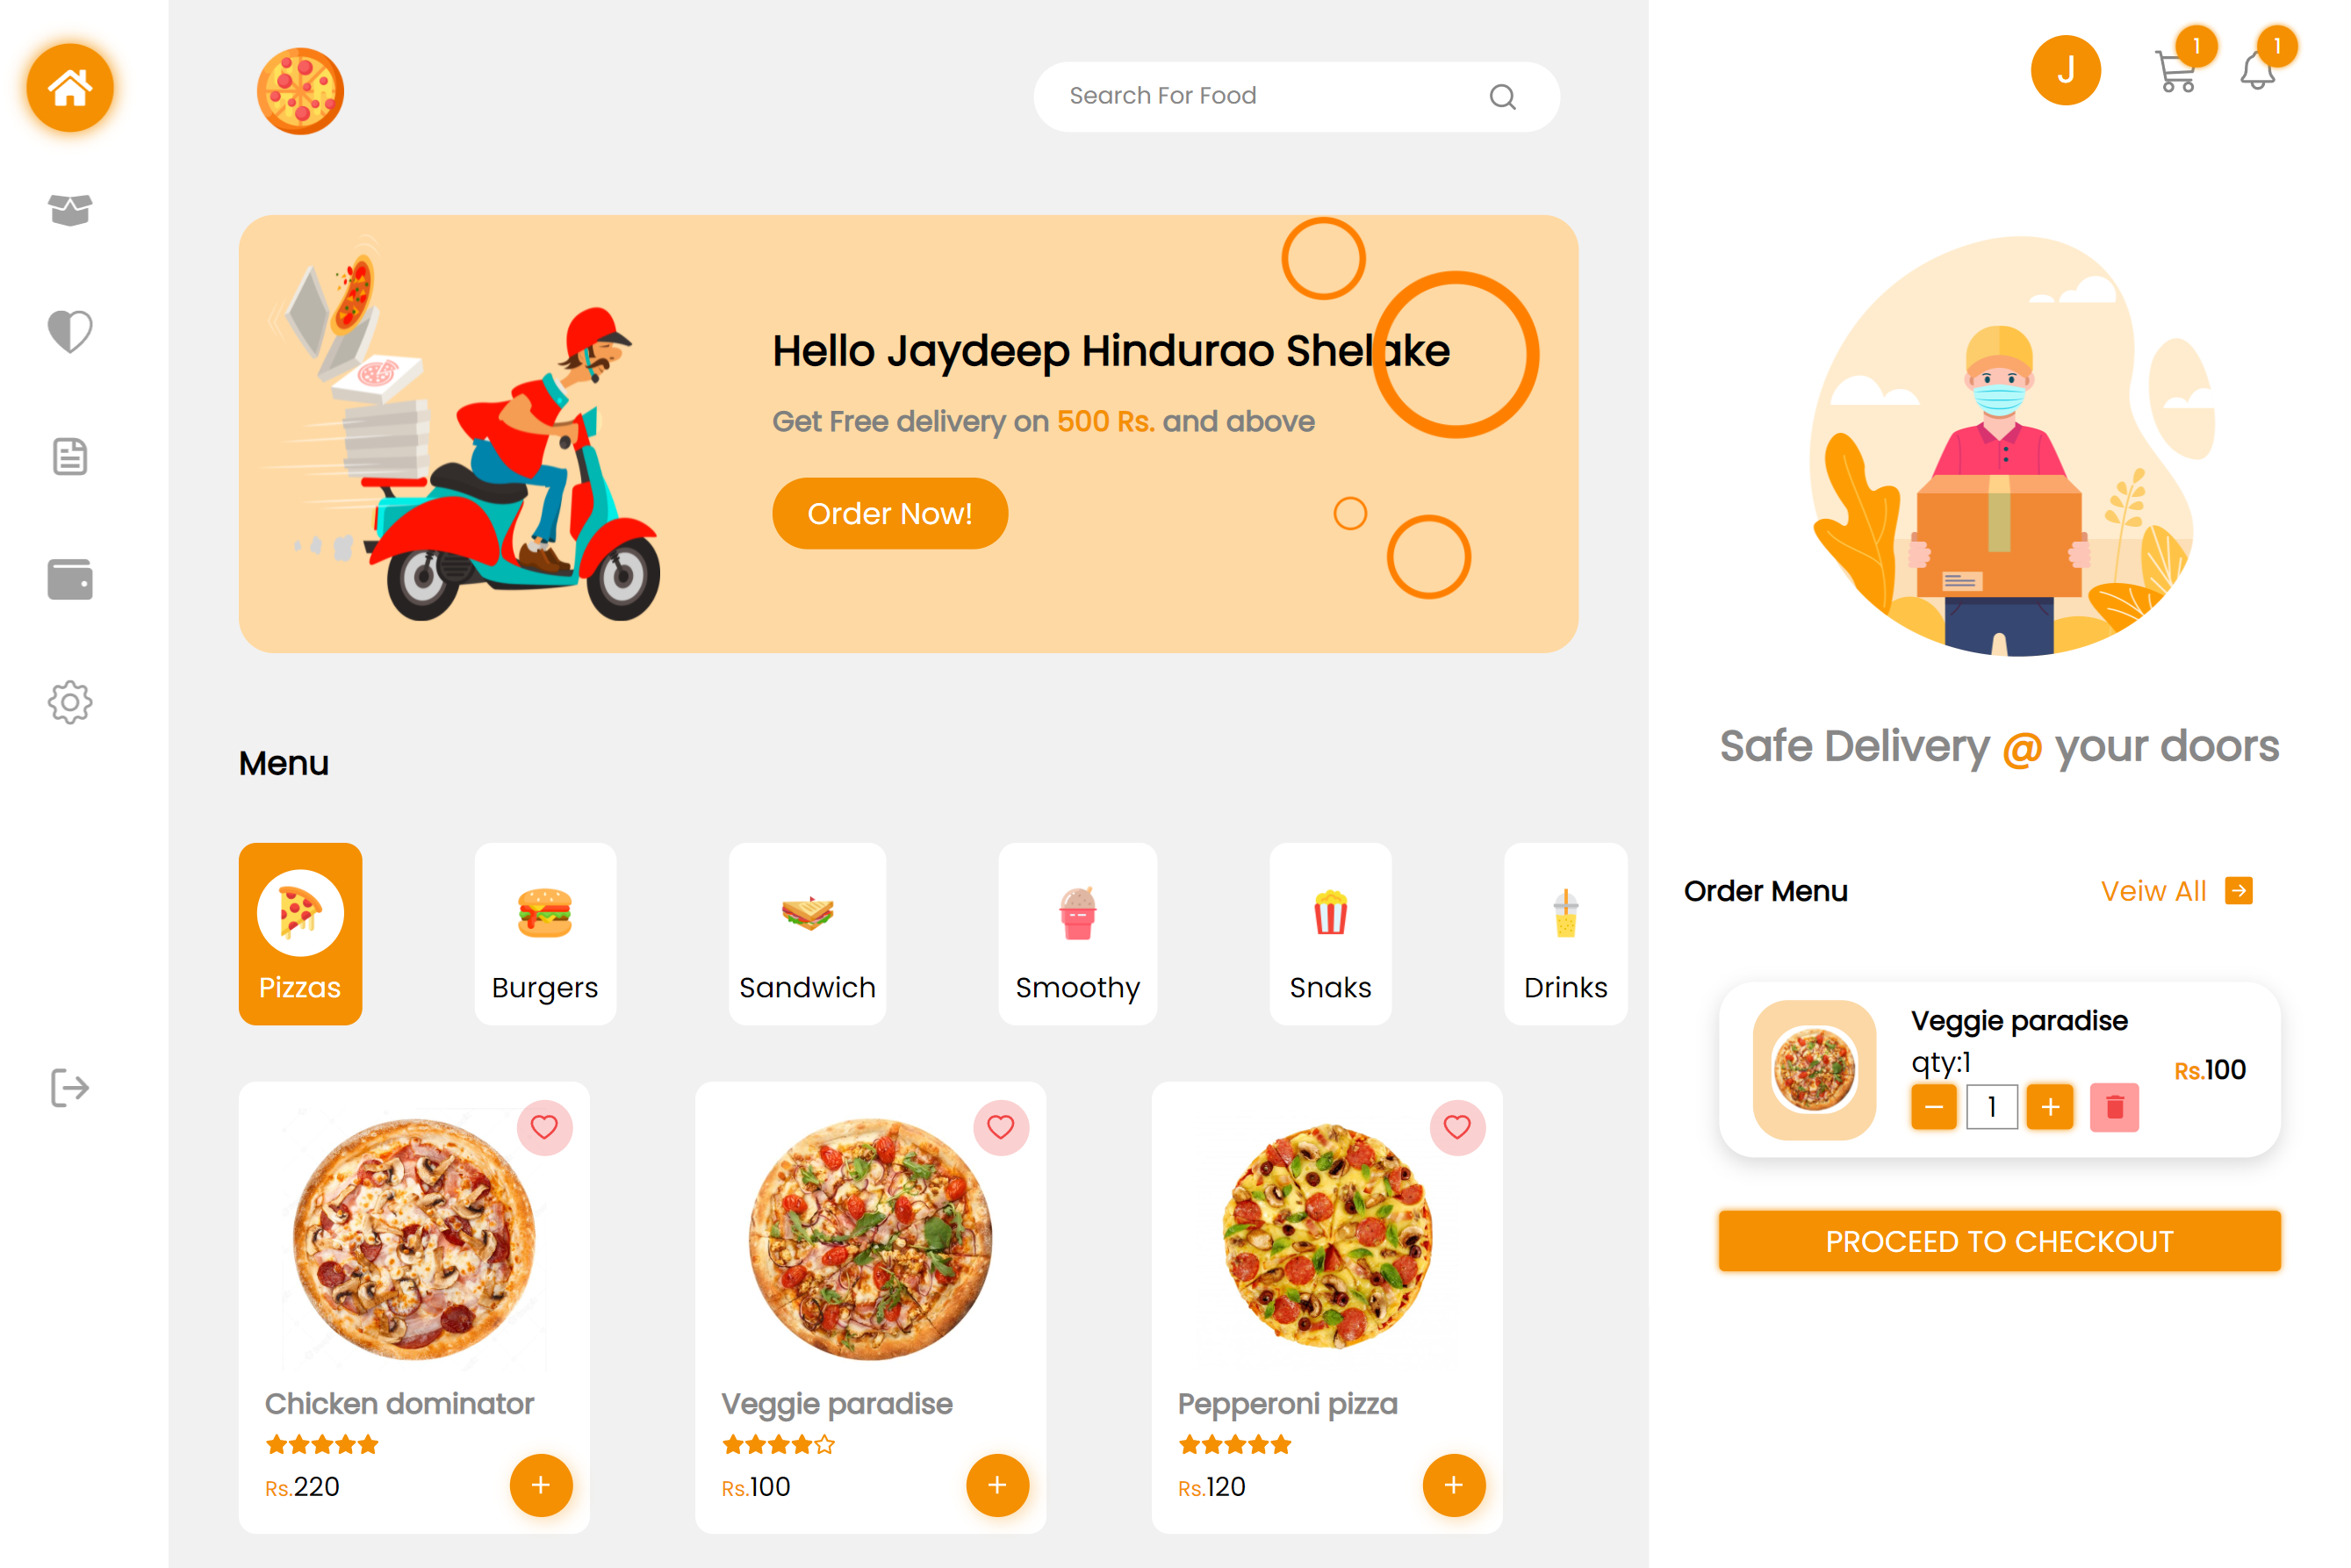 Search For Food
J
1
1
Hello Jaydeep Hindurao Shelake
Get Free delivery on 500 Rs. and above
Order Now!
Safe Delivery @ your doors
Menu
Pizzas
Burgers
Sandwich
Smoothy
Snaks
Drinks
Order Menu
Veiw All
Veggie paradise
qty:1
Rs.100
1
PROCEED TO CHECKOUT
Chicken dominator
Rs.220
Veggie paradise
Rs.100
Pepperoni pizza
Rs.120